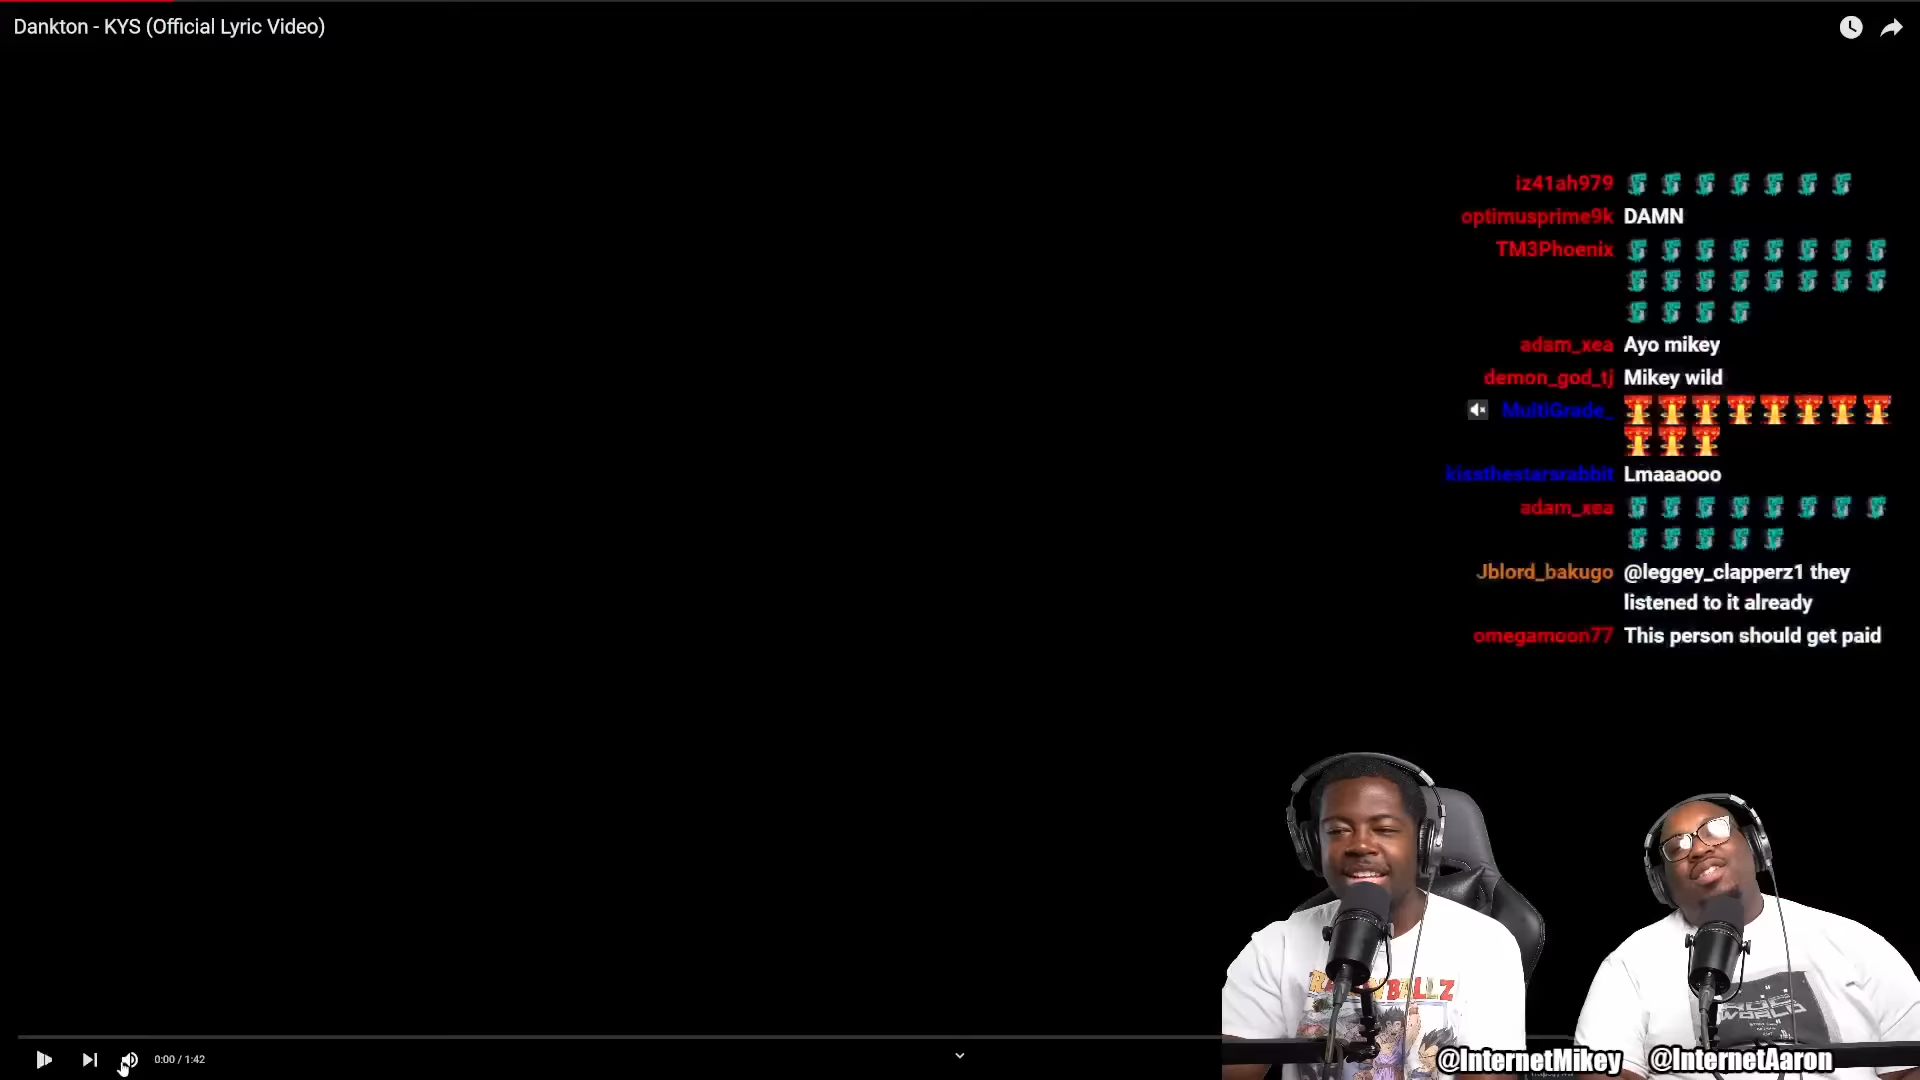 Dankton - KYS (Official Lyric Video)
iz41ah979
optimusprime9k DAMN
TM3Phoenix
adam_xea Ayo mikey
demon_god_tj Mikey wild
MultiGrade_
kissthestarsrabbit Lmaaaooo
adam_xea
Jblord_bakugo @leggey_clapperz1 they
listened to it already
omegamoon77 This person should get paid
BALLZ
WORLD
0:00 / 1:42
@InternetMikey @InternetAaron